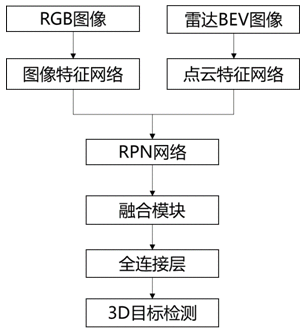 RGB图像
雷达BEV图像
图像特征网络
点云特征网络
RPN网络
融合模块
全连接层
3D目标检测